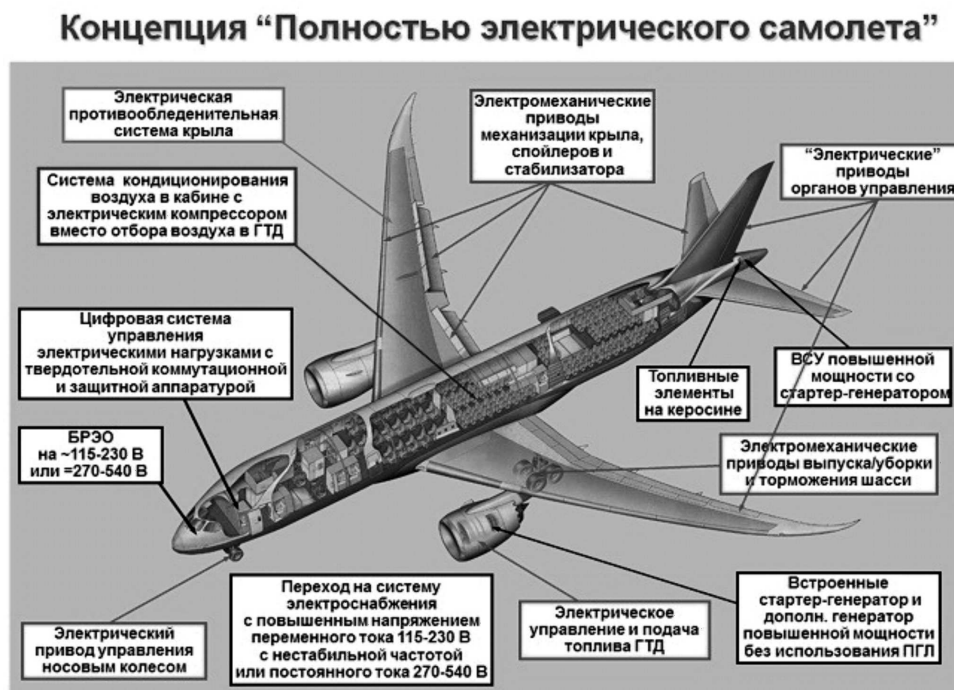 Концепция “Полностью электрического самолета”
Электрическая
противообледенительная
система крыла
Электромеханические
приводы
механизации крыла,
спойлеров и
стабилизатора
“Электрические”
приводы
органов управления
Система кондиционирования
воздуха в кабине с
электрическим компрессором
вместо отбора воздуха в ГТД
Цифровая система
управления
электрическими нагрузками с
твердотельной коммутационной
и защитной аппаратурой
Топливные
элементы
на керосине
ВСУ повышенной
мощности со
стартер-генератором
БРЭО
на ~115-230 В
или =270-540 В
Электромеханические
приводы выпуска/уборки
и торможения шасси
Электрический
привод управления
носовым колесом
Переход на систему
электроснабжения
с повышенным напряжением
переменного тока 115-230 В
с нестабильной частотой
или постоянного тока 270-540 В
Электрическое
управление и подача
топлива ГТД
Встроенные
стартер-генератор и
дополн. генератор
повышенной мощности
без использования ПГЛ